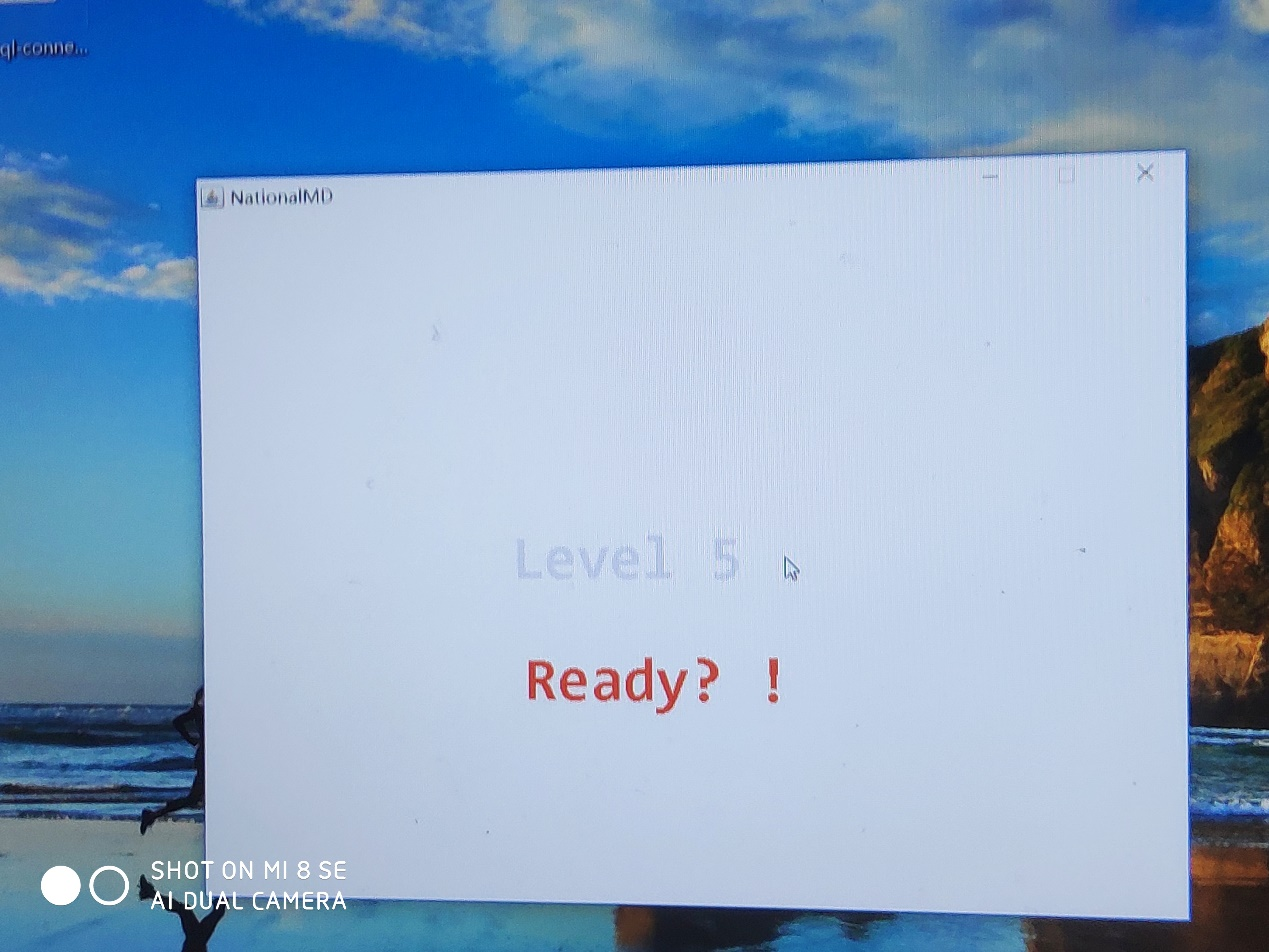 ql-conne...
NationalMD
Level 5
Ready? !
SHOT ON MI 8 SE
AI DUAL CAMERA